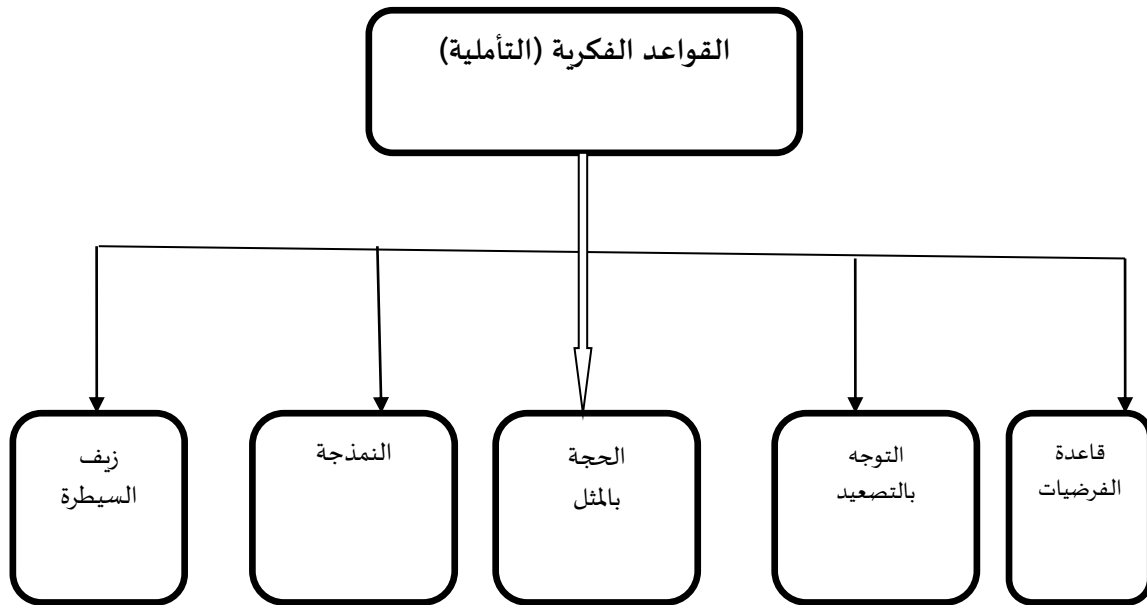 القواعد الفكرية (التأملية)
قاعدة
الفرضيات
التوجه
بالتصعيد
الحجة
بالمثل
النمذجة
زيف
السيطرة